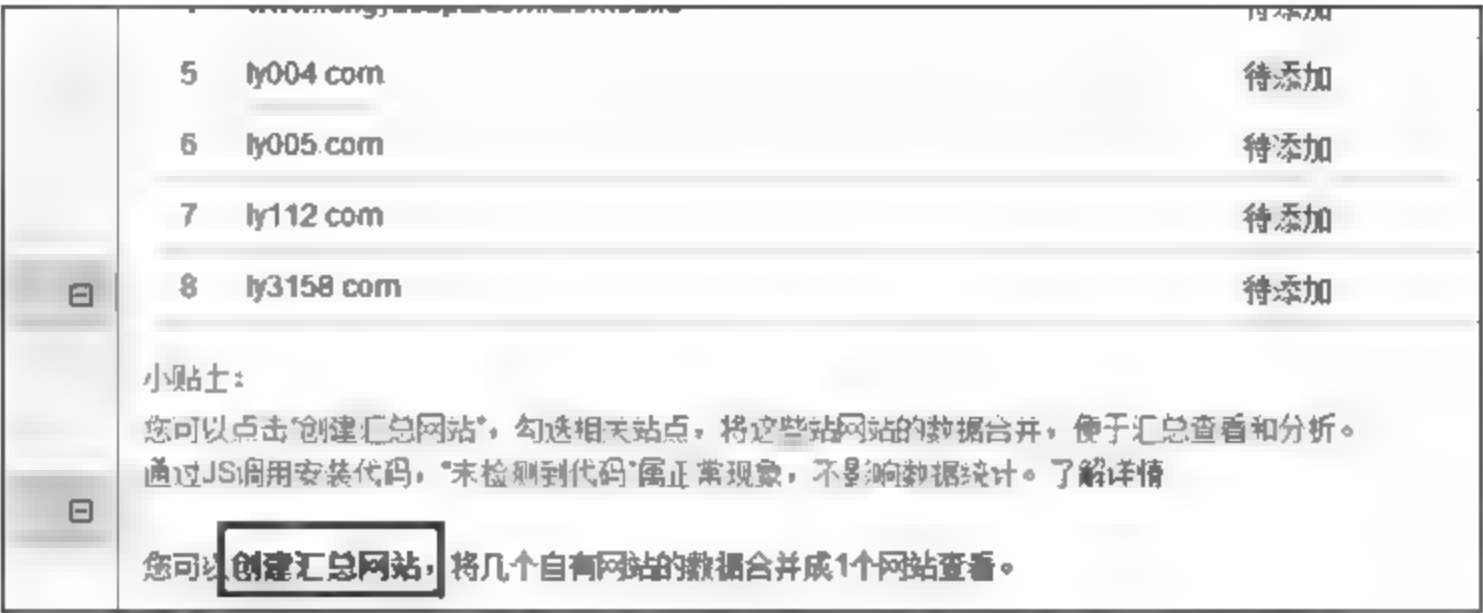 待添加
5 ly004.com 待添加
6 ly005.com 待添加
7 ly112.com 待添加
8 ly3158.com 待添加
小贴士：
您可以点击“创建汇总网站”，勾选相关站点，将这些站网站的数据合并，便于汇总查看和分析。
通过JS调用安装代码，“未检测到代码”属正常现象，不影响数据统计。了解详情
您可以创建汇总网站，将几个自有网站的数据合并成1个网站查看。